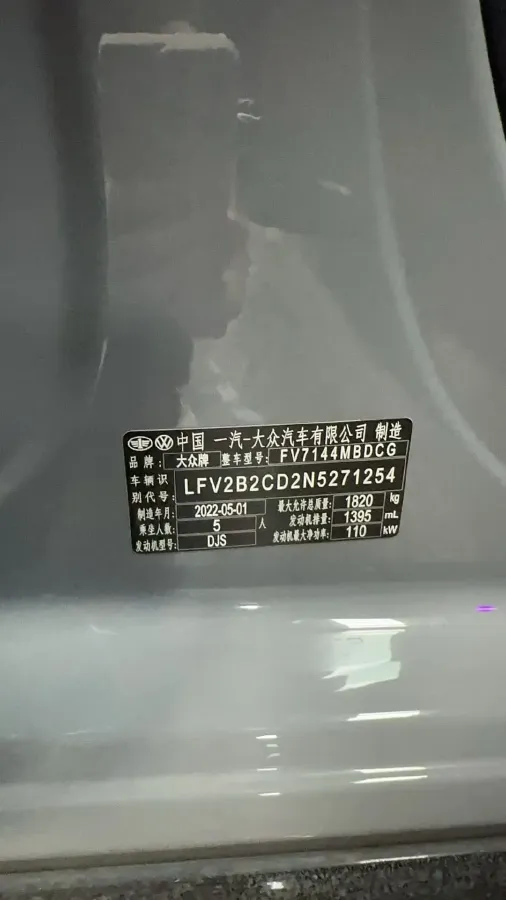 中国 一汽-大众汽车有限公司 制造
品牌: 大众牌 整车型号: FV7144MBDCG
车辆识别代号: LFV2B2CD2N5271254
制造年月: 2022-05-01 最大允许总质量: 1820 kg
乘坐人数: 5 人 发动机排量: 1395 mL
发动机型号: DJS 发动机最大净功率: 110 kW